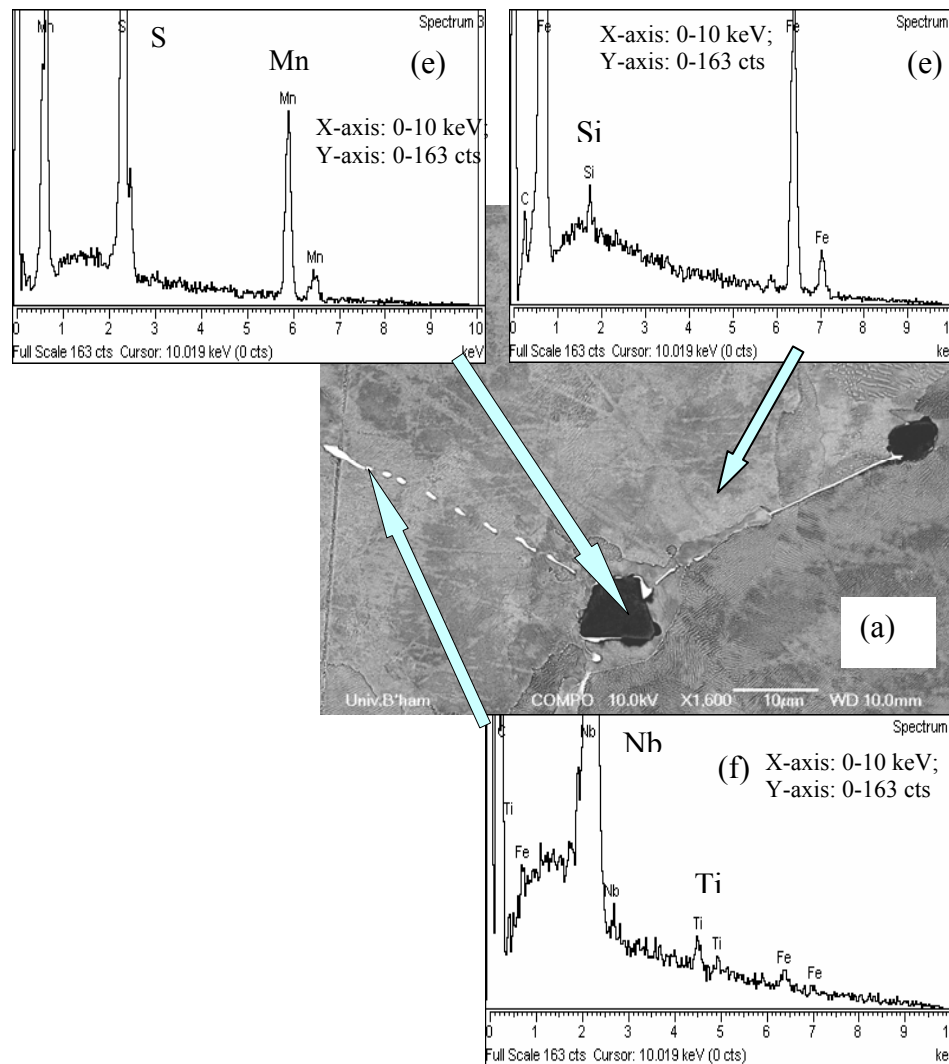 Spectrum 3
Mn
S
S
Mn
(e)
Mn
X-axis: 0-10 keV;
Y-axis: 0-163 cts
Mn
0 1 2 3 4 5 6 7 8 9 10
Full Scale 163 cts Cursor: 10.019 keV (0 cts)
keV
Spectrum
Fe
X-axis: 0-10 keV;
Y-axis: 0-163 cts
Fe
(e)
Si
Si
C
Fe
0 1 2 3 4 5 6 7 8 9 1
Full Scale 163 cts Cursor: 10.019 keV (0 cts)
ke
(a)
Univ.B'ham COMPO 10.0kV X1,600 10μm WD 10.0mm
Spectrum
C
Nb
Nb
(f)
X-axis: 0-10 keV;
Y-axis: 0-163 cts
Ti
Fe
Nb
Ti
Ti
Ti
Fe
Fe
0 1 2 3 4 5 6 7 8 9 1
Full Scale 163 cts Cursor: 10.019 keV (0 cts)
ke